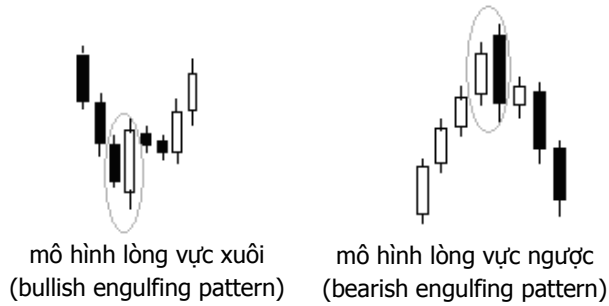 mô hình lòng vực xuôi
(bullish engulfing pattern)
mô hình lòng vực ngược
(bearish engulfing pattern)